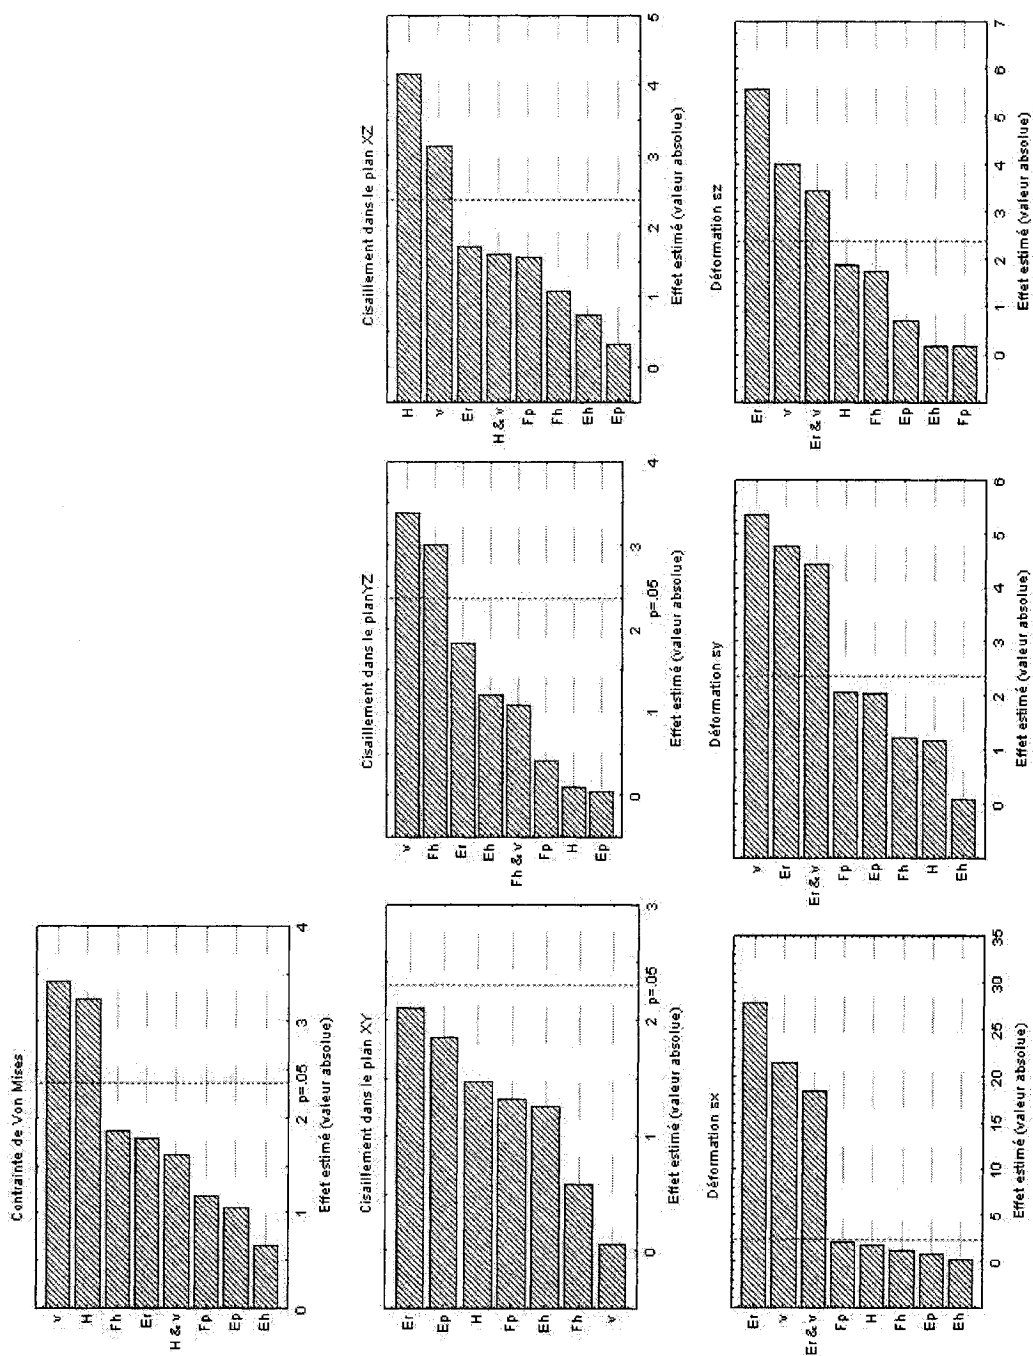 Contrainte de Von Mises
v
H
Fh
Er
H & v
Fp
Ep
Eh
0 .1 2 p=.05 .3 4
Effet estimé (valeur absolue)
Cisaillement dans le plan XY
Er
Ep
H
Fp
Eh
Fh
v
0 1 2 p=.05 3
Effet estimé (valeur absolue)
Cisaillement dans le planYZ
v
Fh
Er
Eh
Fh & v
Fp
H
Ep
0 1 2 p=.05 3 4
Effet estimé (valeur absolue)
Cisaillement dans le plan XZ
H
v
Er
H & v
Fp
Fh
Eh
Ep
0 1 2 3 4 5
Effet estimé (valeur absolue)
Déformation εx
Er
v
Er & v
Fp
H
Fh
Ep
Eh
0 5 10 15 20 25 30 35
Effet estimé (valeur absolue)
Déformation εy
v
Er
Er & v
Fp
Ep
Fh
H
Eh
0 1 2 3 4 5 6
Effet estimé (valeur absolue)
Déformation εz
Er
v
Er & v
H
Fh
Ep
Eh
Fp
0 1 2 3 4 5 6 7
Effet estimé (valeur absolue)